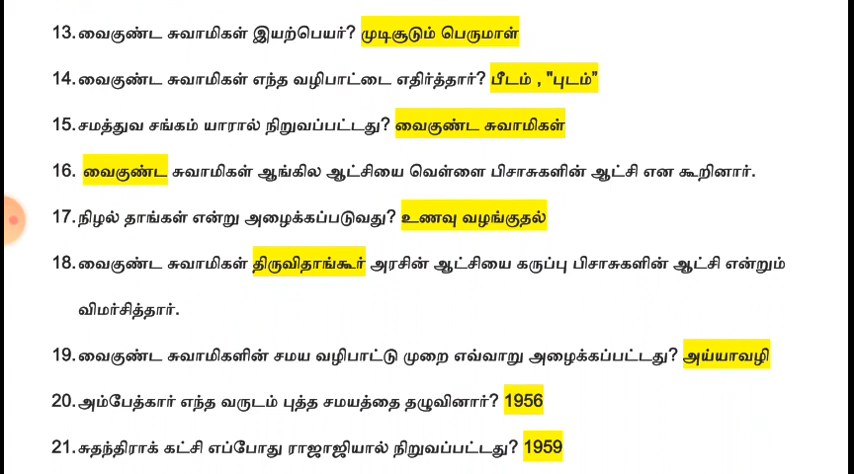 13. வைகுண்ட சுவாமிகள் இயற்பெயர்? முடிசூடும் பெருமாள்
14. வைகுண்ட சுவாமிகள் எந்த வழிபாட்டை எதிர்த்தார்? பீடம் , "புடம்”
15. சமத்துவ சங்கம் யாரால் நிறுவப்பட்டது? வைகுண்ட சுவாமிகள்
16. வைகுண்ட சுவாமிகள் ஆங்கில ஆட்சியை வெள்ளை பிசாசுகளின் ஆட்சி என கூறினார்.
17. நிழல் தாங்கள் என்று அழைக்கப்படுவது? உணவு வழங்குதல்
18. வைகுண்ட சுவாமிகள் திருவிதாங்கூர் அரசின் ஆட்சியை கருப்பு பிசாசுகளின் ஆட்சி என்றும்
விமர்சித்தார்.
19. வைகுண்ட சுவாமிகளின் சமய வழிபாட்டு முறை எவ்வாறு அழைக்கப்பட்டது? அய்யாவழி
20. அம்பேத்கார் எந்த வருடம் புத்த சமயத்தை தழுவினார்? 1956
21. சுதந்திராக் கட்சி எப்போது ராஜாஜியால் நிறுவப்பட்டது? 1959